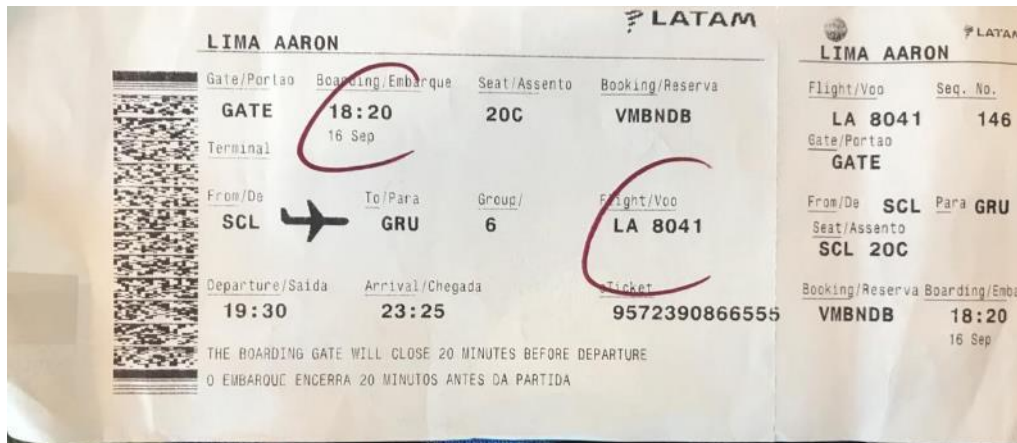 LATAM
LIMA AARON
Gate/Portao Boarding/Embarque Seat/Assento Booking/Reserva
GATE 18:20 20C VMBNDB
16 Sep
Terminal
From/De To/Para Group/ Flight/Voo
SCL GRU 6 LA 8041
Departure/Saida Arrival/Chegada eTicket
19:30 23:25 9572390866555
THE BOARDING GATE WILL CLOSE 20 MINUTES BEFORE DEPARTURE
O EMBARQUE ENCERRA 20 MINUTOS ANTES DA PARTIDA
LATAM
LIMA AARON
Flight/Voo Seq. No.
LA 8041 146
Gate/Portao
GATE
From/De SCL Para GRU
Seat/Assento
SCL 20C
Booking/Reserva Boarding/Emba
VMBNDB 18:20
16 Sep